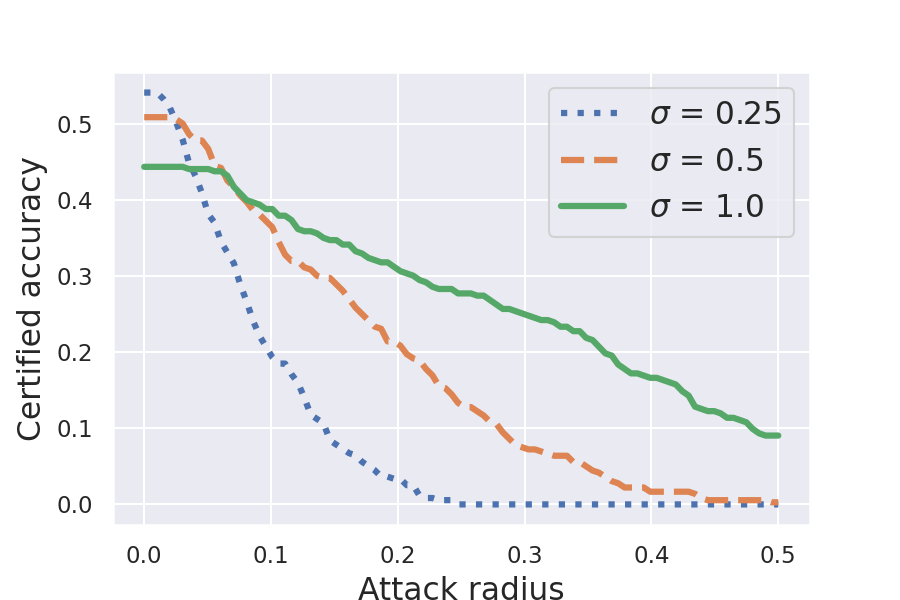 σ = 0.25
σ = 0.5
σ = 1.0
Certified accuracy
0.5
0.4
0.3
0.2
0.1
0.0
0.0 0.1 0.2 0.3 0.4 0.5
Attack radius